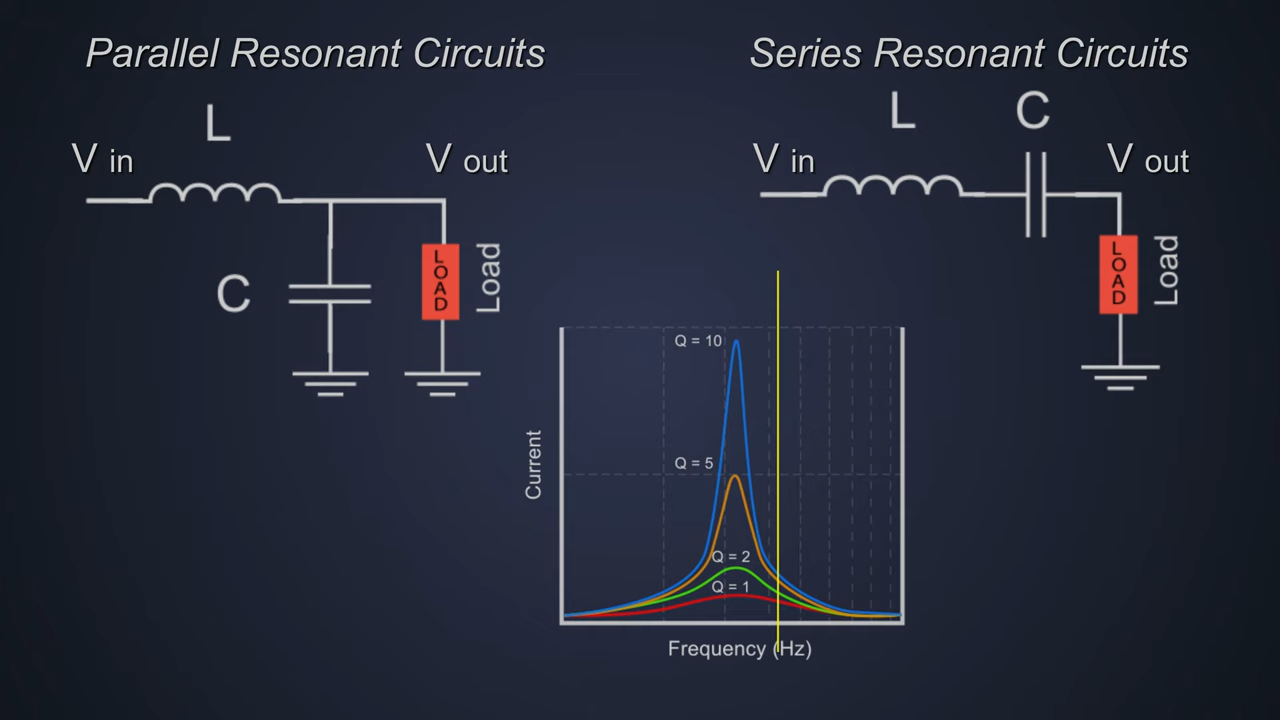 Parallel Resonant Circuits
L
V in
V out
C
LOAD
Load
Series Resonant Circuits
L
C
V in
V out
LOAD
Load
Q = 10
Q = 5
Q = 2
Q = 1
Current
Frequency (Hz)